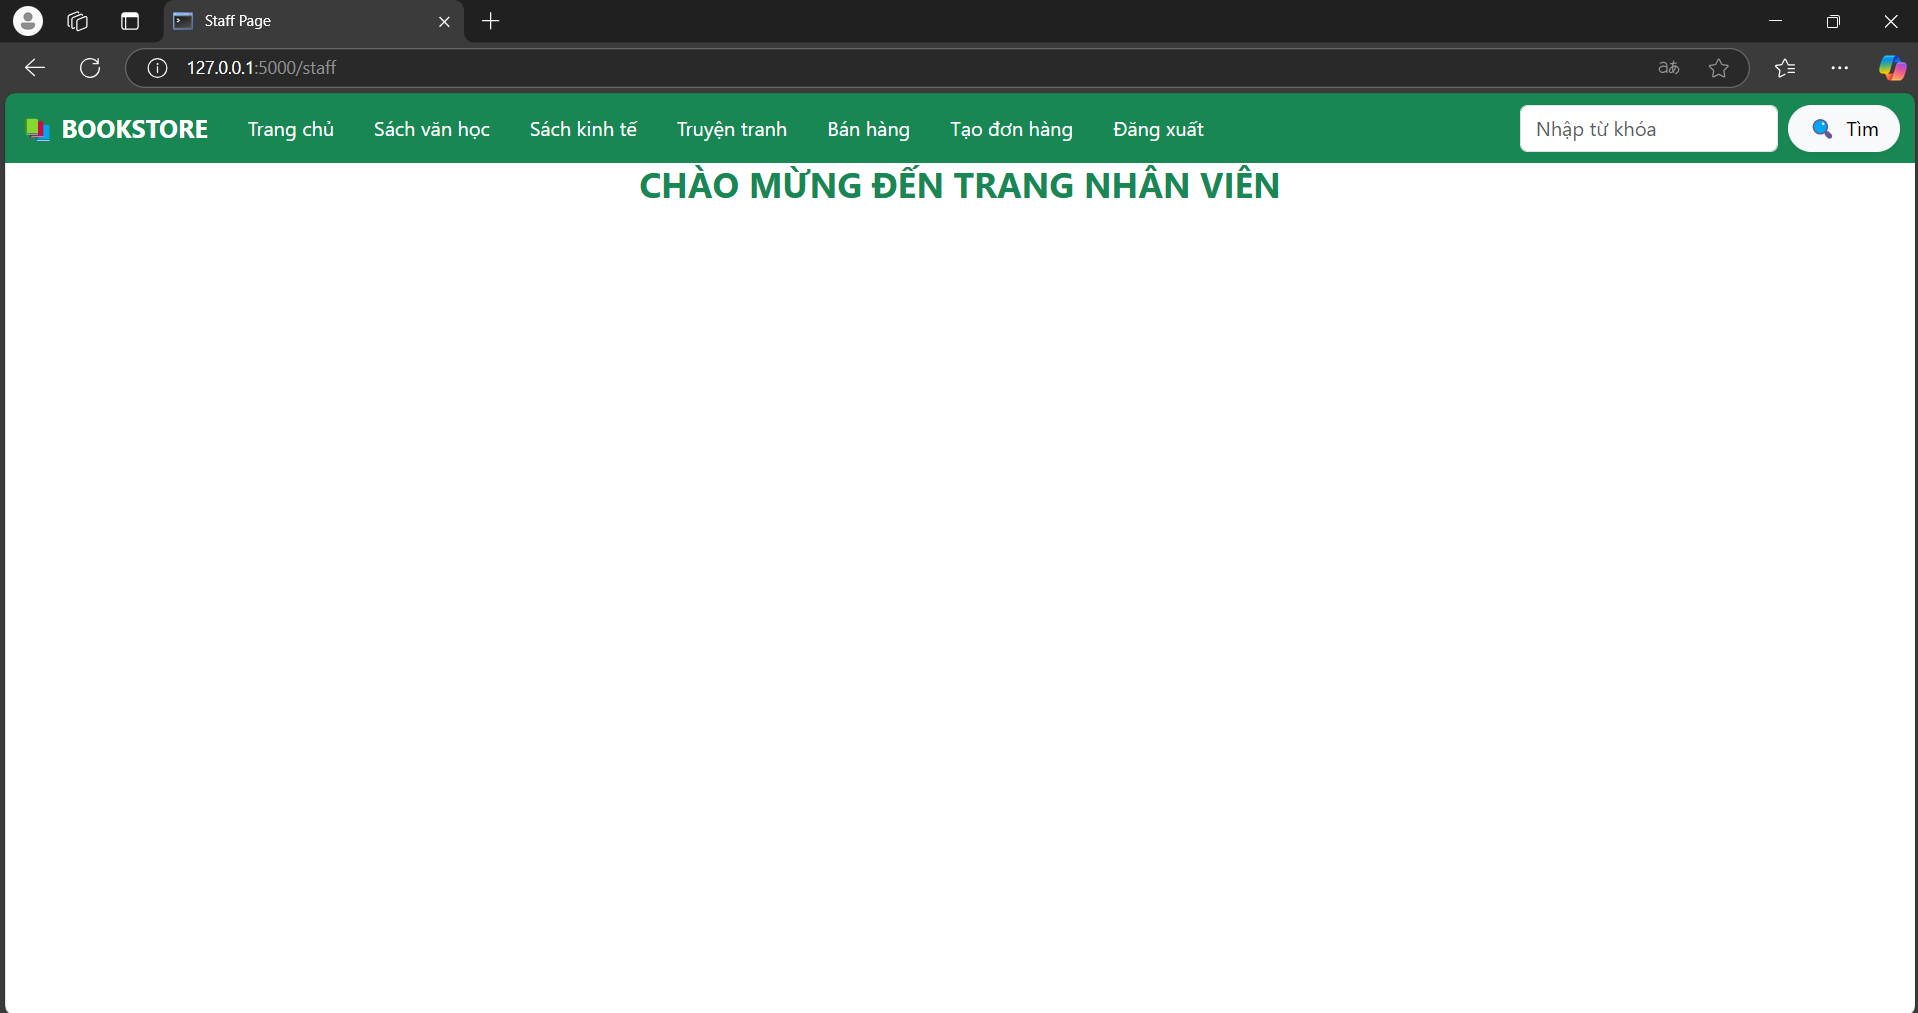 Staff Page
127.0.0.1:5000/staff
BOOKSTORE Trang chủ Sách văn học Sách kinh tế Truyện tranh Bán hàng Tạo đơn hàng Đăng xuất Nhập từ khóa Tìm
CHÀO MỪNG ĐẾN TRANG NHÂN VIÊN